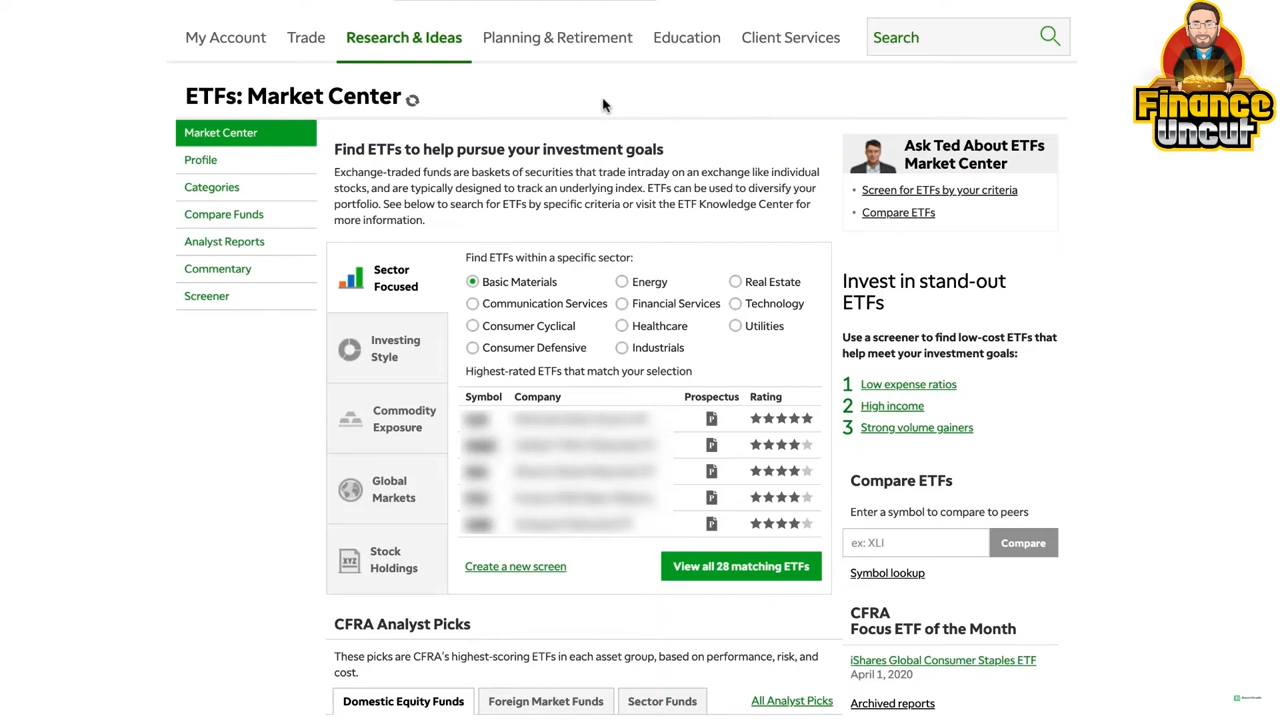 My Account
Trade
Research & Ideas
Planning & Retirement
Education
Client Services
Search
Finance
Uncut
ETFs: Market Center
Market Center
Profile
Categories
Compare Funds
Analyst Reports
Commentary
Screener
Find ETFs to help pursue your investment goals
Exchange-traded funds are baskets of securities that trade intraday on an exchange like individual
stocks, and are typically designed to track an underlying index. ETFs can be used to diversify your
portfolio. See below to search for ETFs by specific criteria or visit the ETF Knowledge Center for
more information.
Sector
Focused
Investing
Style
Commodity
Exposure
Global
Markets
XYZ
Stock
Holdings
Find ETFs within a specific sector:
Basic Materials
Energy
Real Estate
Communication Services
Financial Services
Technology
Consumer Cyclical
Healthcare
Utilities
Consumer Defensive
Industrials
Highest-rated ETFs that match your selection
Symbol
Company
Prospectus
Rating
P
P
P
P
P
Create a new screen
View all 28 matching ETFs
CFRA Analyst Picks
These picks are CFRA's highest-scoring ETFs in each asset group, based on performance, risk, and
cost.
Domestic Equity Funds
Foreign Market Funds
Sector Funds
All Analyst Picks
Ask Ted About ETFs
Market Center
• Screen for ETFs by your criteria
• Compare ETFs
Invest in stand-out
ETFs
Use a screener to find low-cost ETFs that
help meet your investment goals:
1 Low expense ratios
2 High income
3 Strong volume gainers
Compare ETFs
Enter a symbol to compare to peers
ex: XLI
Compare
Symbol lookup
CFRA
Focus ETF of the Month
iShares Global Consumer Staples ETF
April 1, 2020
Archived reports